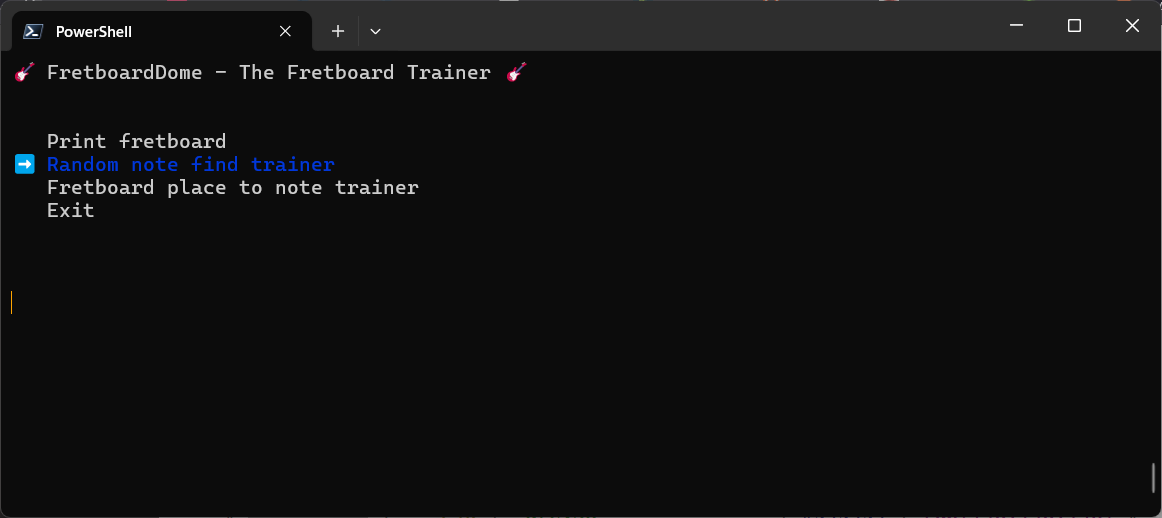 PowerShell
🎸 FretboardDome – The Fretboard Trainer 🎸
Print fretboard
➡️ Random note find trainer
Fretboard place to note trainer
Exit